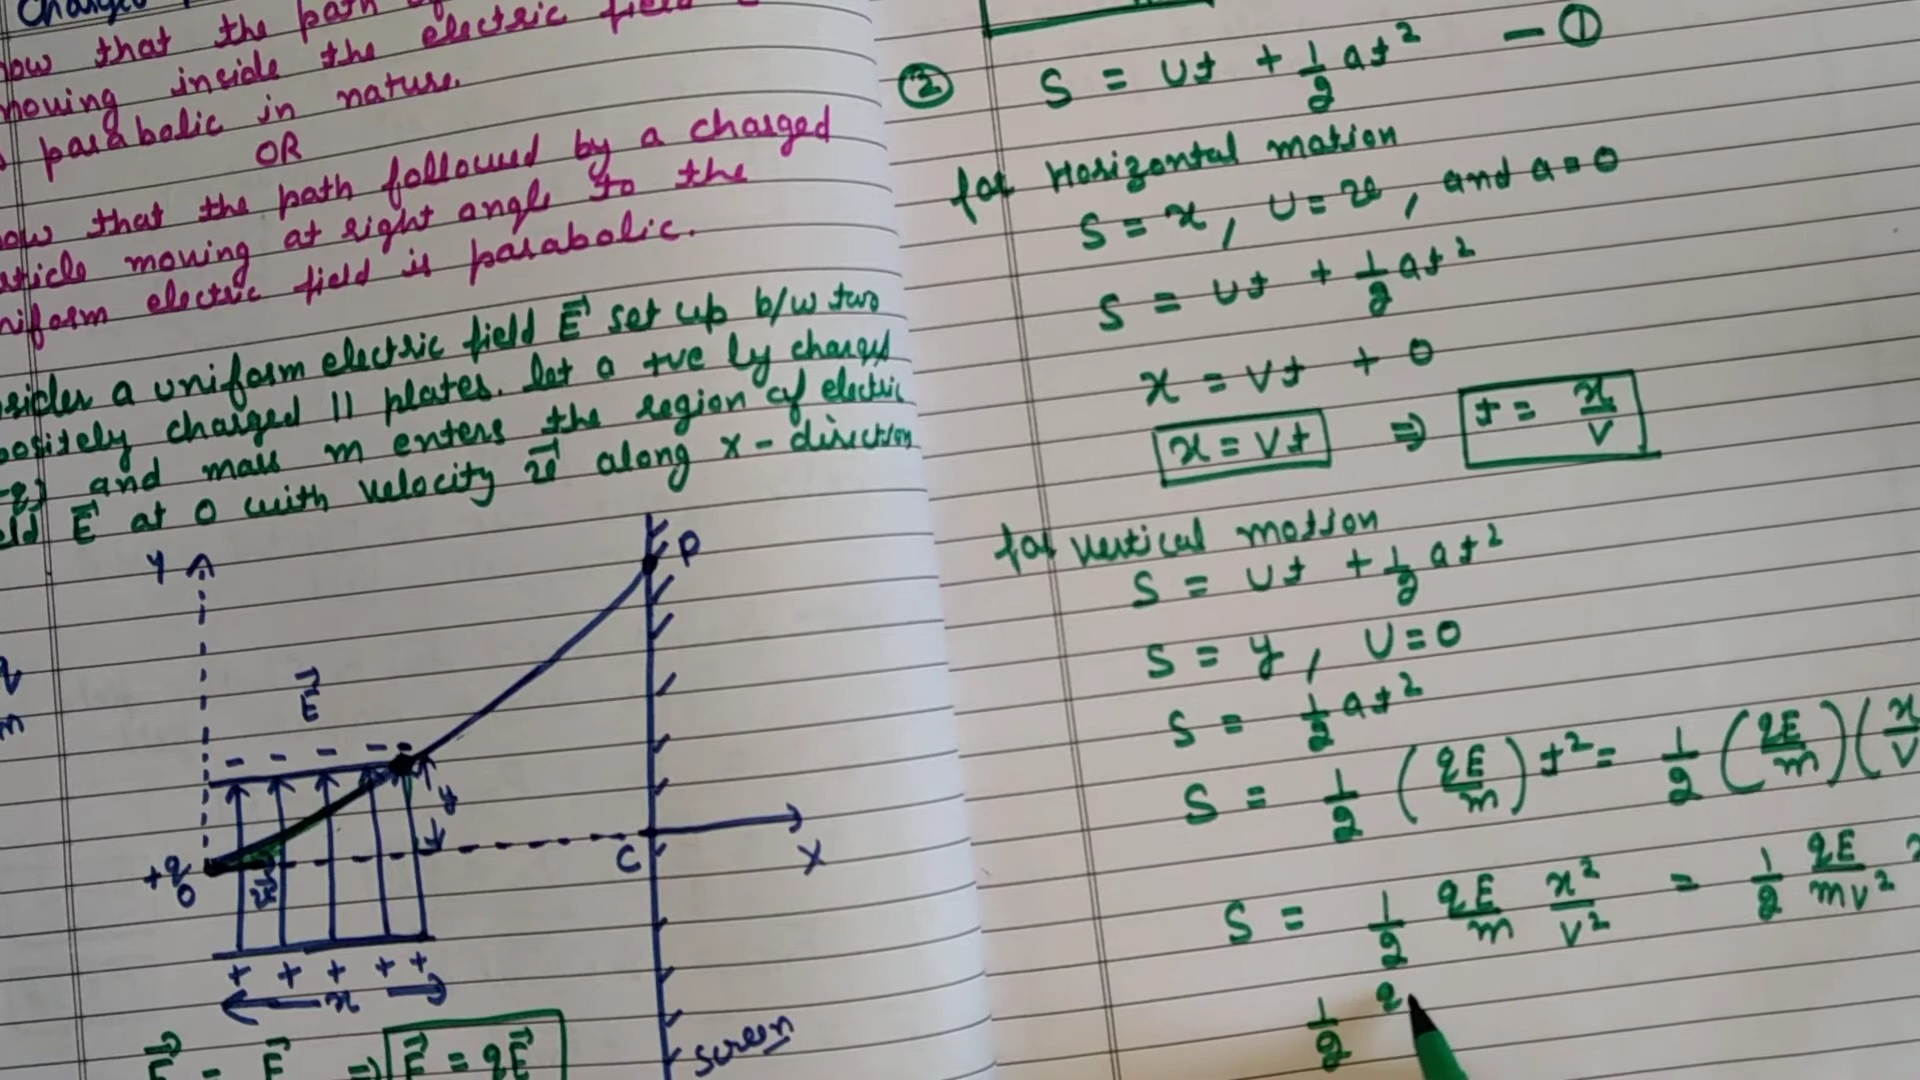 Charged
that the path
moving inside the electric field
parabolic in nature.
OR
that the path followed by a charged
moving at right angle to the
electric field is parabolic.
a uniform electric field E⃗ set up b/w two
charged || plates. let a +ve ly charged
and mass m enters the region of electric
E⃗ at O with velocity v⃗ along x-direction
Y
P
E⃗
- - - - -
y
+q
O
v⃗
C
X
+ + + + +
x
Screen
⇒ F⃗ = qE⃗
② S = Ut + 1/2 at² — ①
for Horizontal motion
S = x, U = v, and a = 0
S = Ut + 1/2 at²
x = Vt + 0
x = Vt ⇒ t = x/V
for vertical motion
S = Ut + 1/2 at²
S = y, U = 0
S = 1/2 at²
S = 1/2 (qE/m) t² = 1/2 (qE/m) (x/V
S = 1/2 qE/m x²/V² = 1/2 qE/mV²
1/2 q